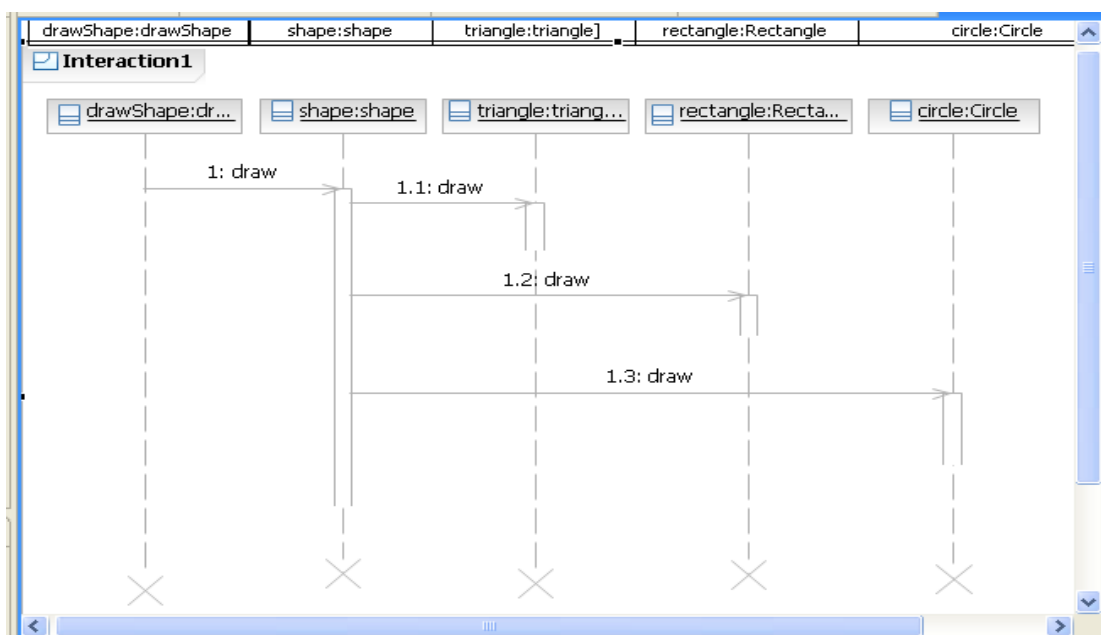 drawShape:drawShape shape:shape triangle:triangle] rectangle:Rectangle circle:Circle
Interaction1
drawShape:dr... shape:shape triangle:triang... rectangle:Recta... circle:Circle
1: draw
1.1: draw
1.2: draw
1.3: draw